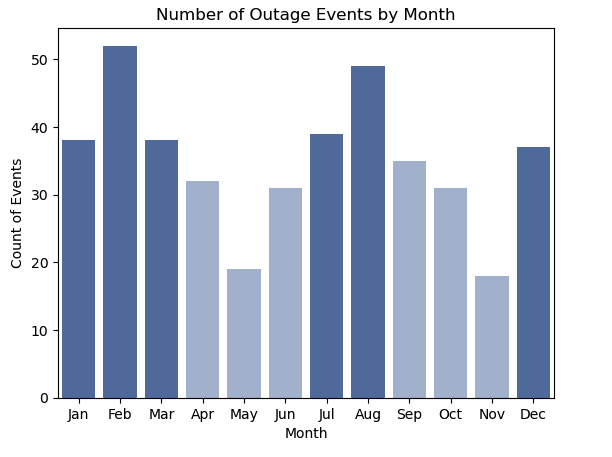 Number of Outage Events by Month
Count of Events
50
40
30
20
10
0
Jan Feb Mar Apr May Jun Jul Aug Sep Oct Nov Dec
Month